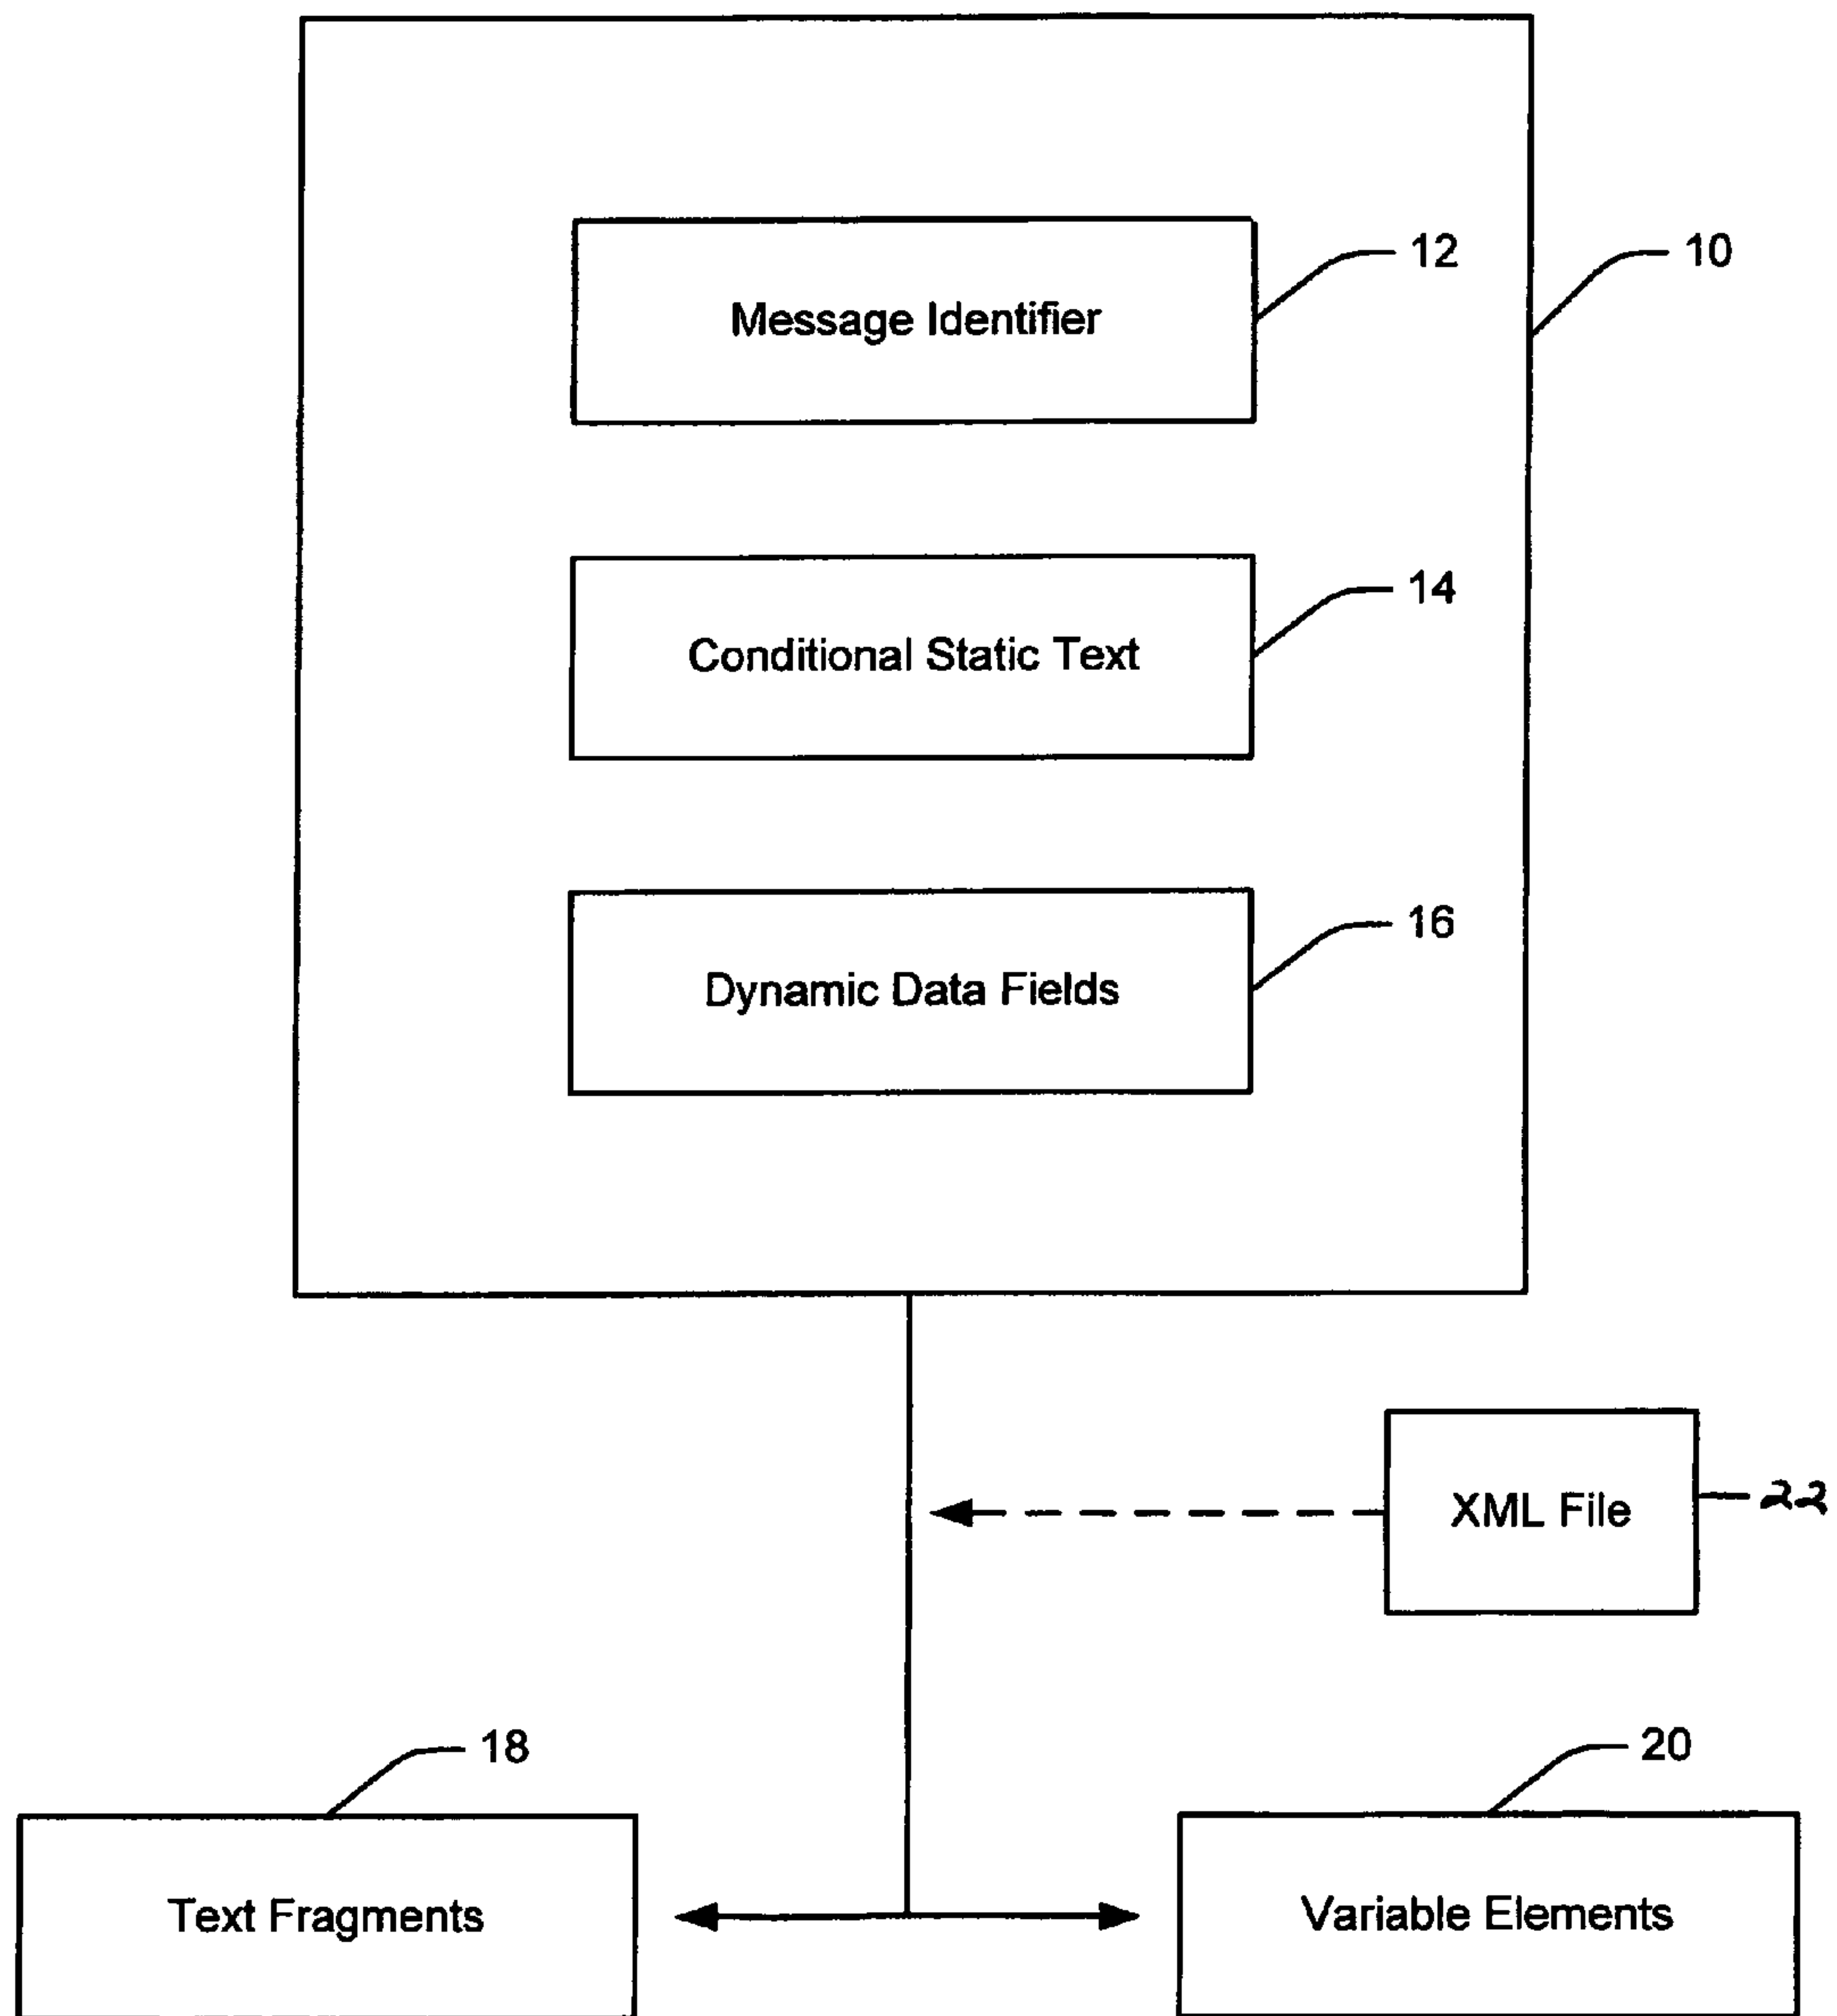 12
10
Message Identifier
14
Conditional Static Text
16
Dynamic Data Fields
22
XML File
18
20
Text Fragments
Variable Elements